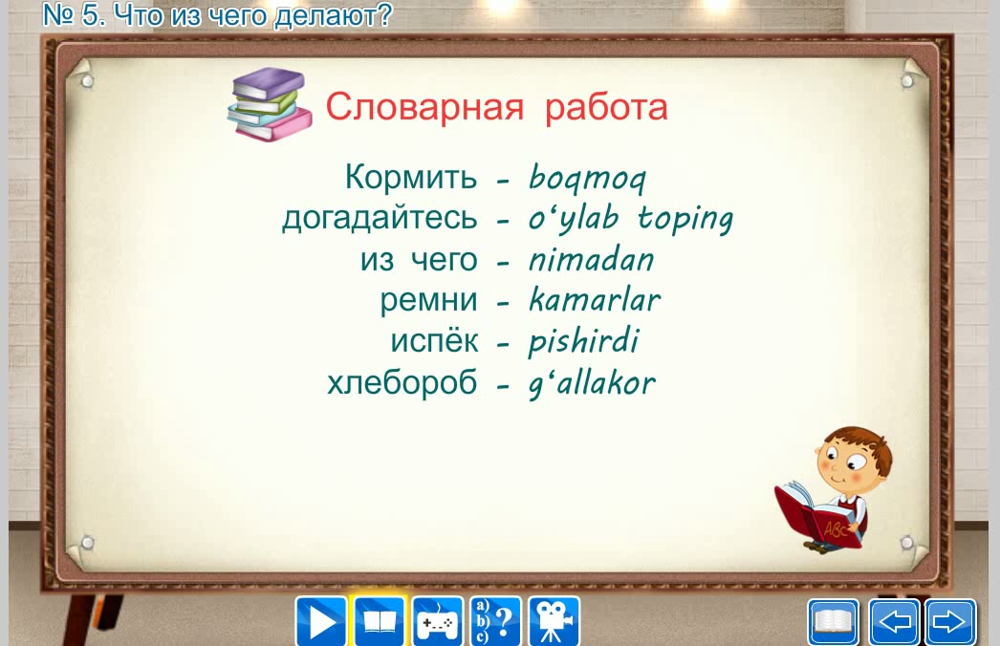 № 5. Что из чего делают?
Словарная работа
Кормить - boqmoq
догадайтесь - o‘ylab toping
из чего - nimadan
ремни - kamarlar
испёк - pishirdi
хлебороб - g‘allakor
ABC
a)
b) ?
c)